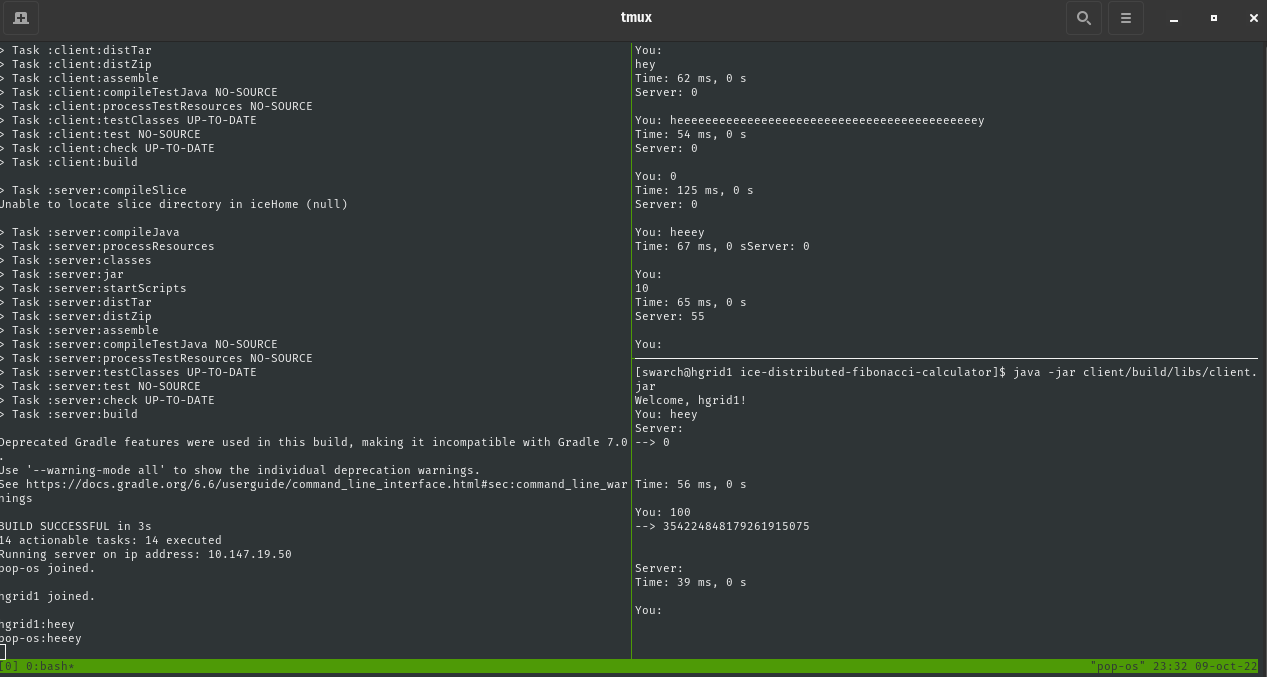 tmux
> Task :client:distTar
> Task :client:distZip
> Task :client:assemble
> Task :client:compileTestJava NO-SOURCE
> Task :client:processTestResources NO-SOURCE
> Task :client:testClasses UP-TO-DATE
> Task :client:test NO-SOURCE
> Task :client:check UP-TO-DATE
> Task :client:build
> Task :server:compileSlice
Unable to locate slice directory in iceHome (null)
> Task :server:compileJava
> Task :server:processResources
> Task :server:classes
> Task :server:jar
> Task :server:startScripts
> Task :server:distTar
> Task :server:distZip
> Task :server:assemble
> Task :server:compileTestJava NO-SOURCE
> Task :server:processTestResources NO-SOURCE
> Task :server:testClasses UP-TO-DATE
> Task :server:test NO-SOURCE
> Task :server:check UP-TO-DATE
> Task :server:build
Deprecated Gradle features were used in this build, making it incompatible with Gradle 7.0
.
Use '--warning-mode all' to show the individual deprecation warnings.
See https://docs.gradle.org/6.6/userguide/command_line_interface.html#sec:command_line_war
nings
BUILD SUCCESSFUL in 3s
14 actionable tasks: 14 executed
Running server on ip address: 10.147.19.50
pop-os joined.
hgrid1 joined.
hgrid1:heey
pop-os:heeey
You:
hey
Time: 62 ms, 0 s
Server: 0
You: heeeeeeeeeeeeeeeeeeeeeeeeeeeeeeeeeeeeeeeeeeey
Time: 54 ms, 0 s
Server: 0
You: 0
Time: 125 ms, 0 s
Server: 0
You: heeey
Time: 67 ms, 0 sServer: 0
You:
10
Time: 65 ms, 0 s
Server: 55
You:
[swarch@hgrid1 ice-distributed-fibonacci-calculator]$ java -jar client/build/libs/client.
jar
Welcome, hgrid1!
You: heey
Server:
--> 0
Time: 56 ms, 0 s
You: 100
--> 354224848179261915075
Server:
Time: 39 ms, 0 s
You:
[0] 0:bash*
"pop-os" 23:32 09-oct-22